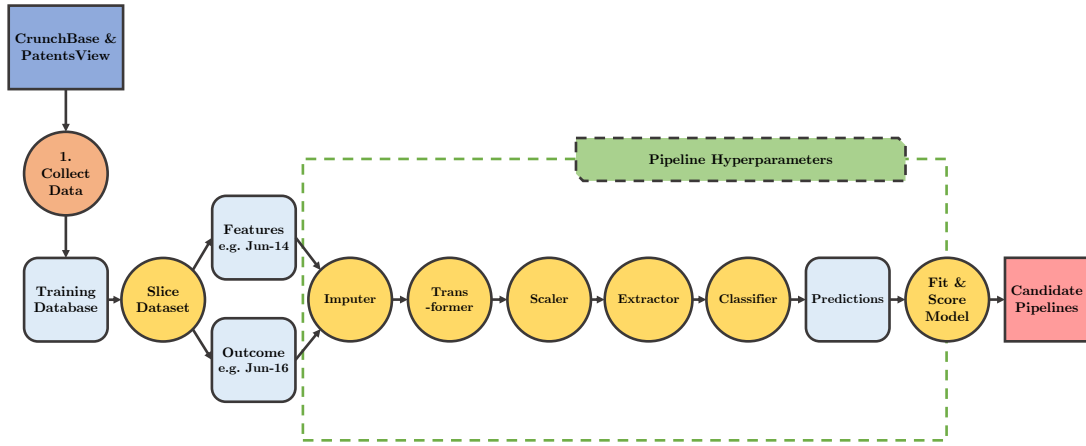 CrunchBase &
PatentsView
1.
Collect
Data
Pipeline Hyperparameters
Training
Database
Slice
Dataset
Features
e.g. Jun-14
Outcome
e.g. Jun-16
Imputer
Trans
-former
Scaler
Extractor
Classifier
Predictions
Fit &
Score
Model
Candidate
Pipelines